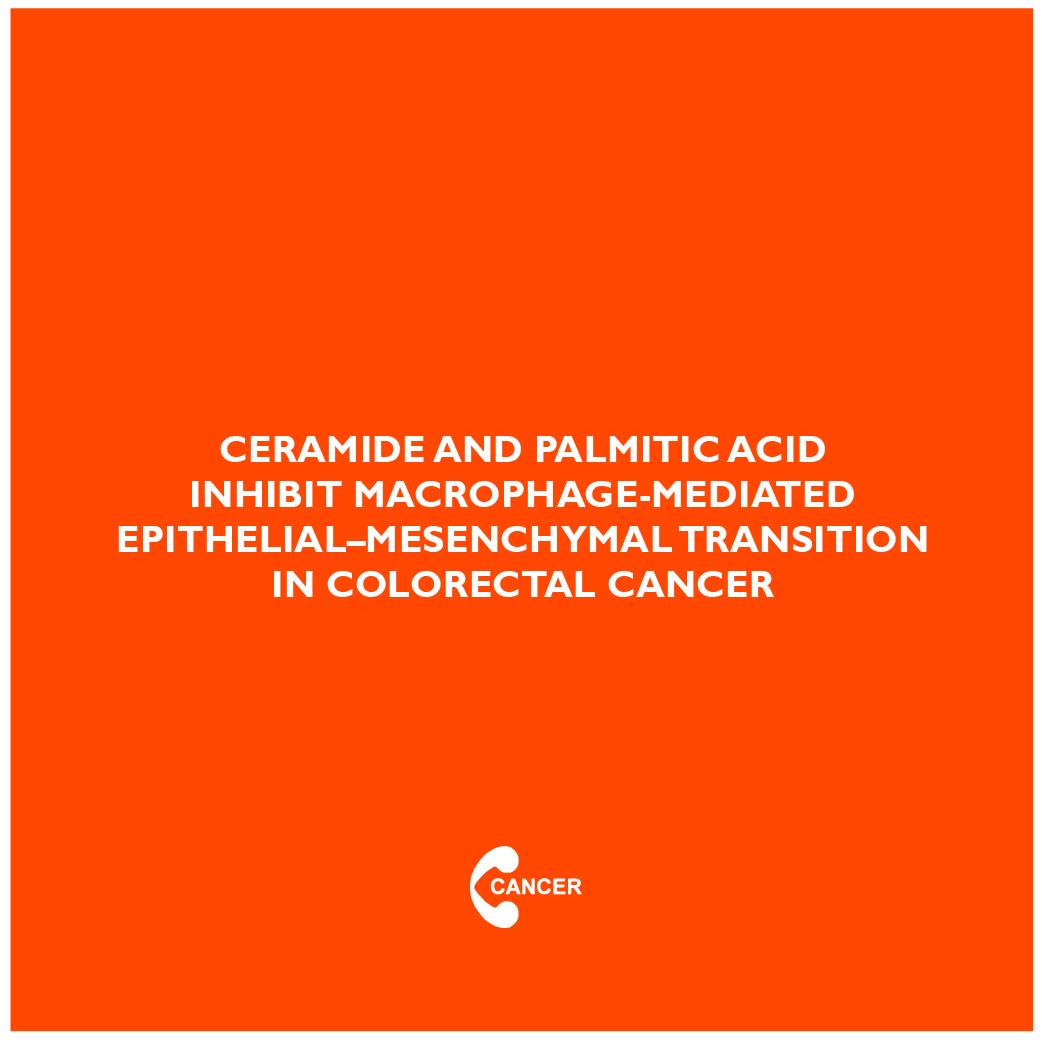 CERAMIDE AND PALMITIC ACID
INHIBIT MACROPHAGE-MEDIATED
EPITHELIAL–MESENCHYMAL TRANSITION
IN COLORECTAL CANCER
CANCER